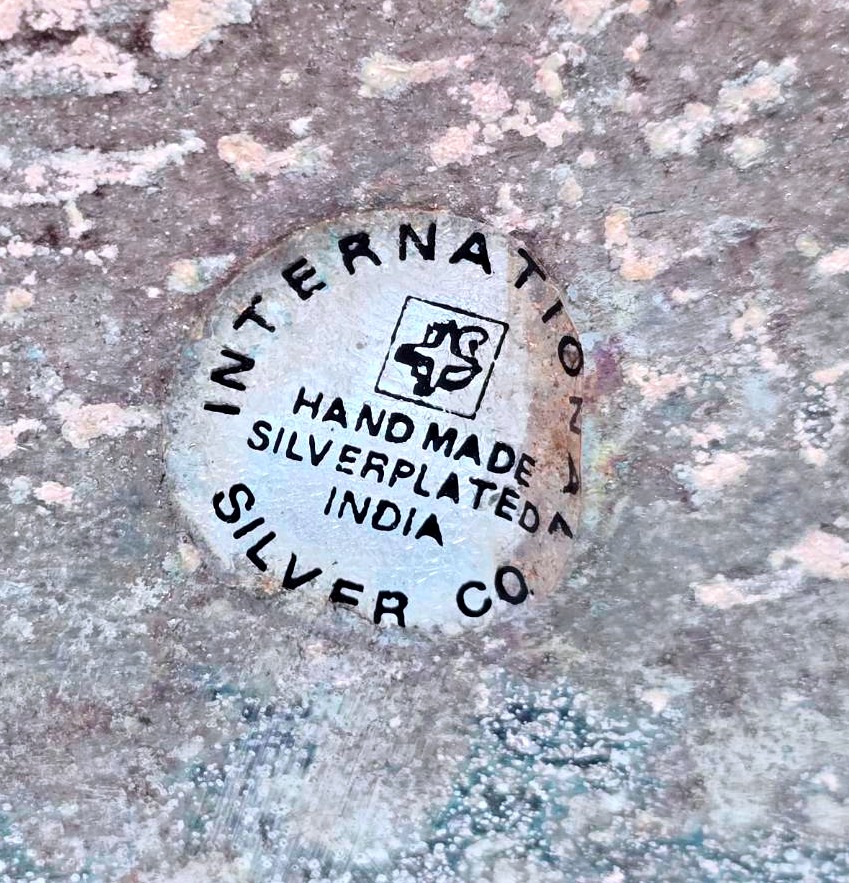 INTERNATIONAL
HAND MADE
SILVERPLATED
INDIA
SILVER CO.